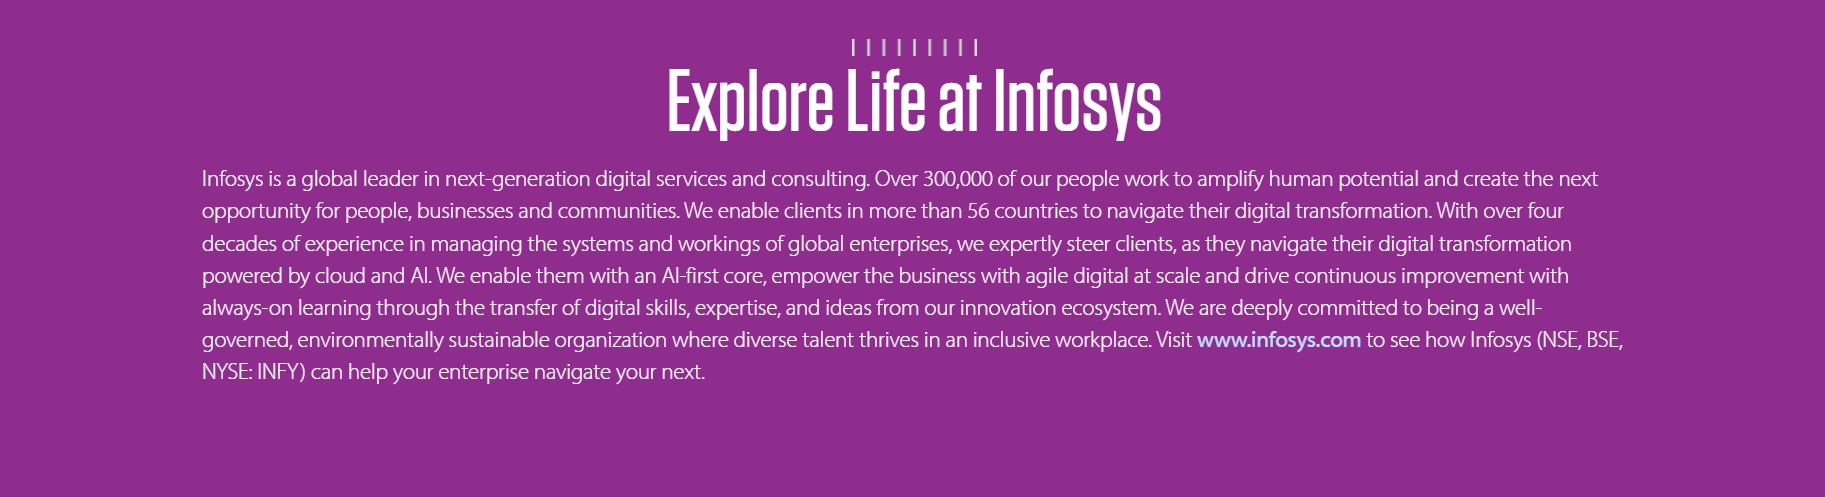 Explore Life at Infosys
Infosys is a global leader in next-generation digital services and consulting. Over 300,000 of our people work to amplify human potential and create the next
opportunity for people, businesses and communities. We enable clients in more than 56 countries to navigate their digital transformation. With over four
decades of experience in managing the systems and workings of global enterprises, we expertly steer clients, as they navigate their digital transformation
powered by cloud and AI. We enable them with an AI-first core, empower the business with agile digital at scale and drive continuous improvement with
always-on learning through the transfer of digital skills, expertise, and ideas from our innovation ecosystem. We are deeply committed to being a well-
governed, environmentally sustainable organization where diverse talent thrives in an inclusive workplace. Visit www.infosys.com to see how Infosys (NSE, BSE,
NYSE: INFY) can help your enterprise navigate your next.